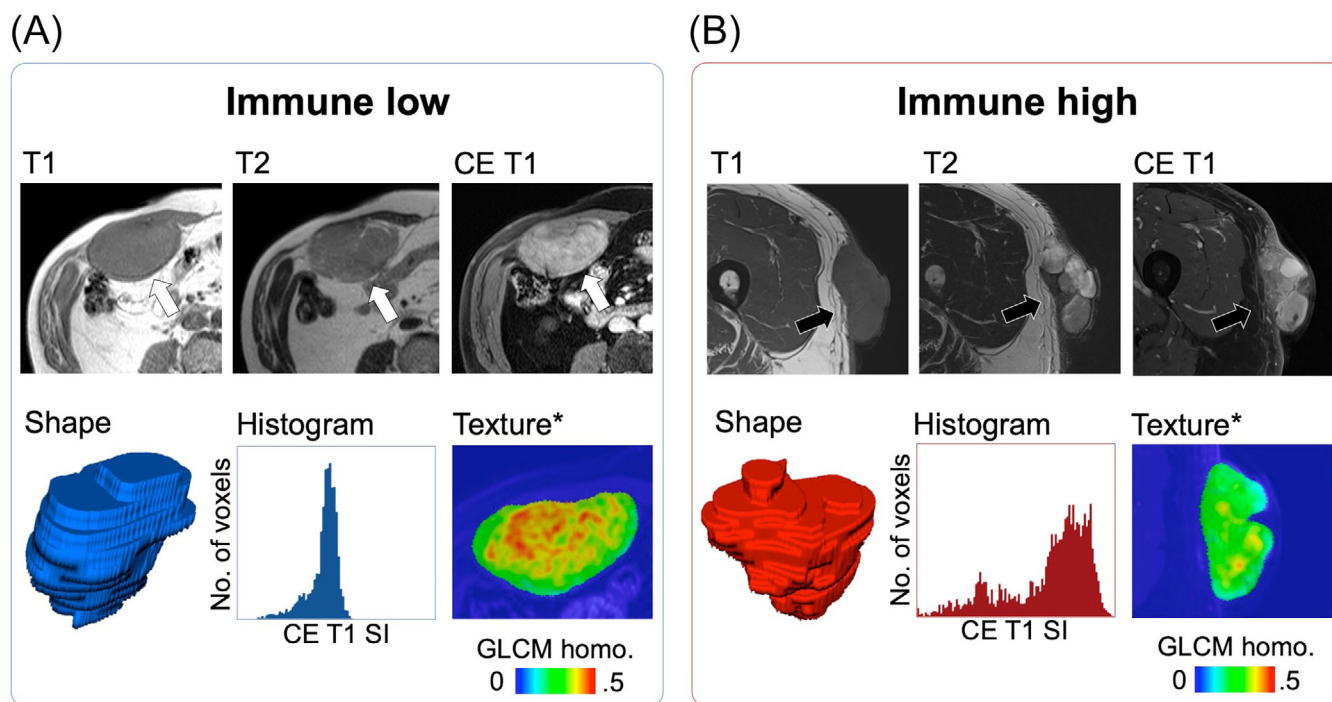 (A)
Immune low
T1 T2 CE T1
Shape Histogram Texture*
No. of voxels
CE T1 SI
GLCM homo.
0 .5
(B)
Immune high
T1 T2 CE T1
Shape Histogram Texture*
No. of voxels
CE T1 SI
GLCM homo.
0 .5